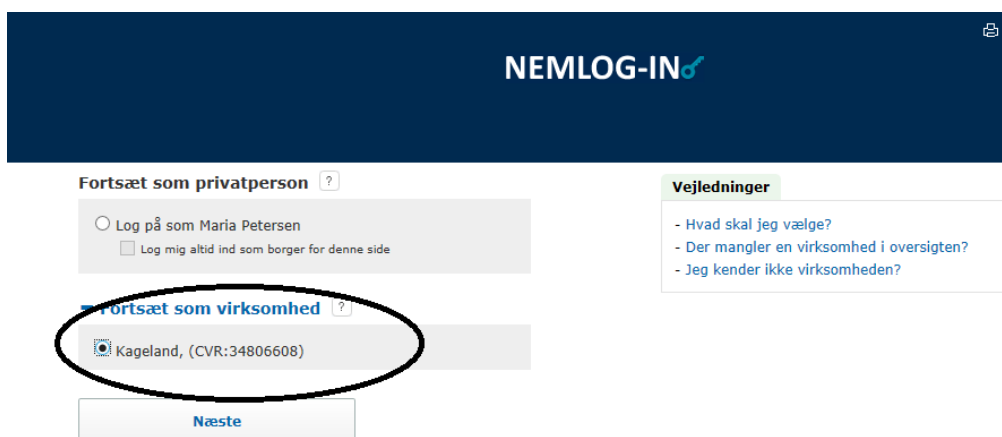 NEMLOG-IN
Fortsæt som privatperson ?
Log på som Maria Petersen
Log mig altid ind som borger for denne side
Fortsæt som virksomhed ?
Kageland, (CVR:34806608)
Næste
Vejledninger
- Hvad skal jeg vælge?
- Der mangler en virksomhed i oversigten?
- Jeg kender ikke virksomheden?